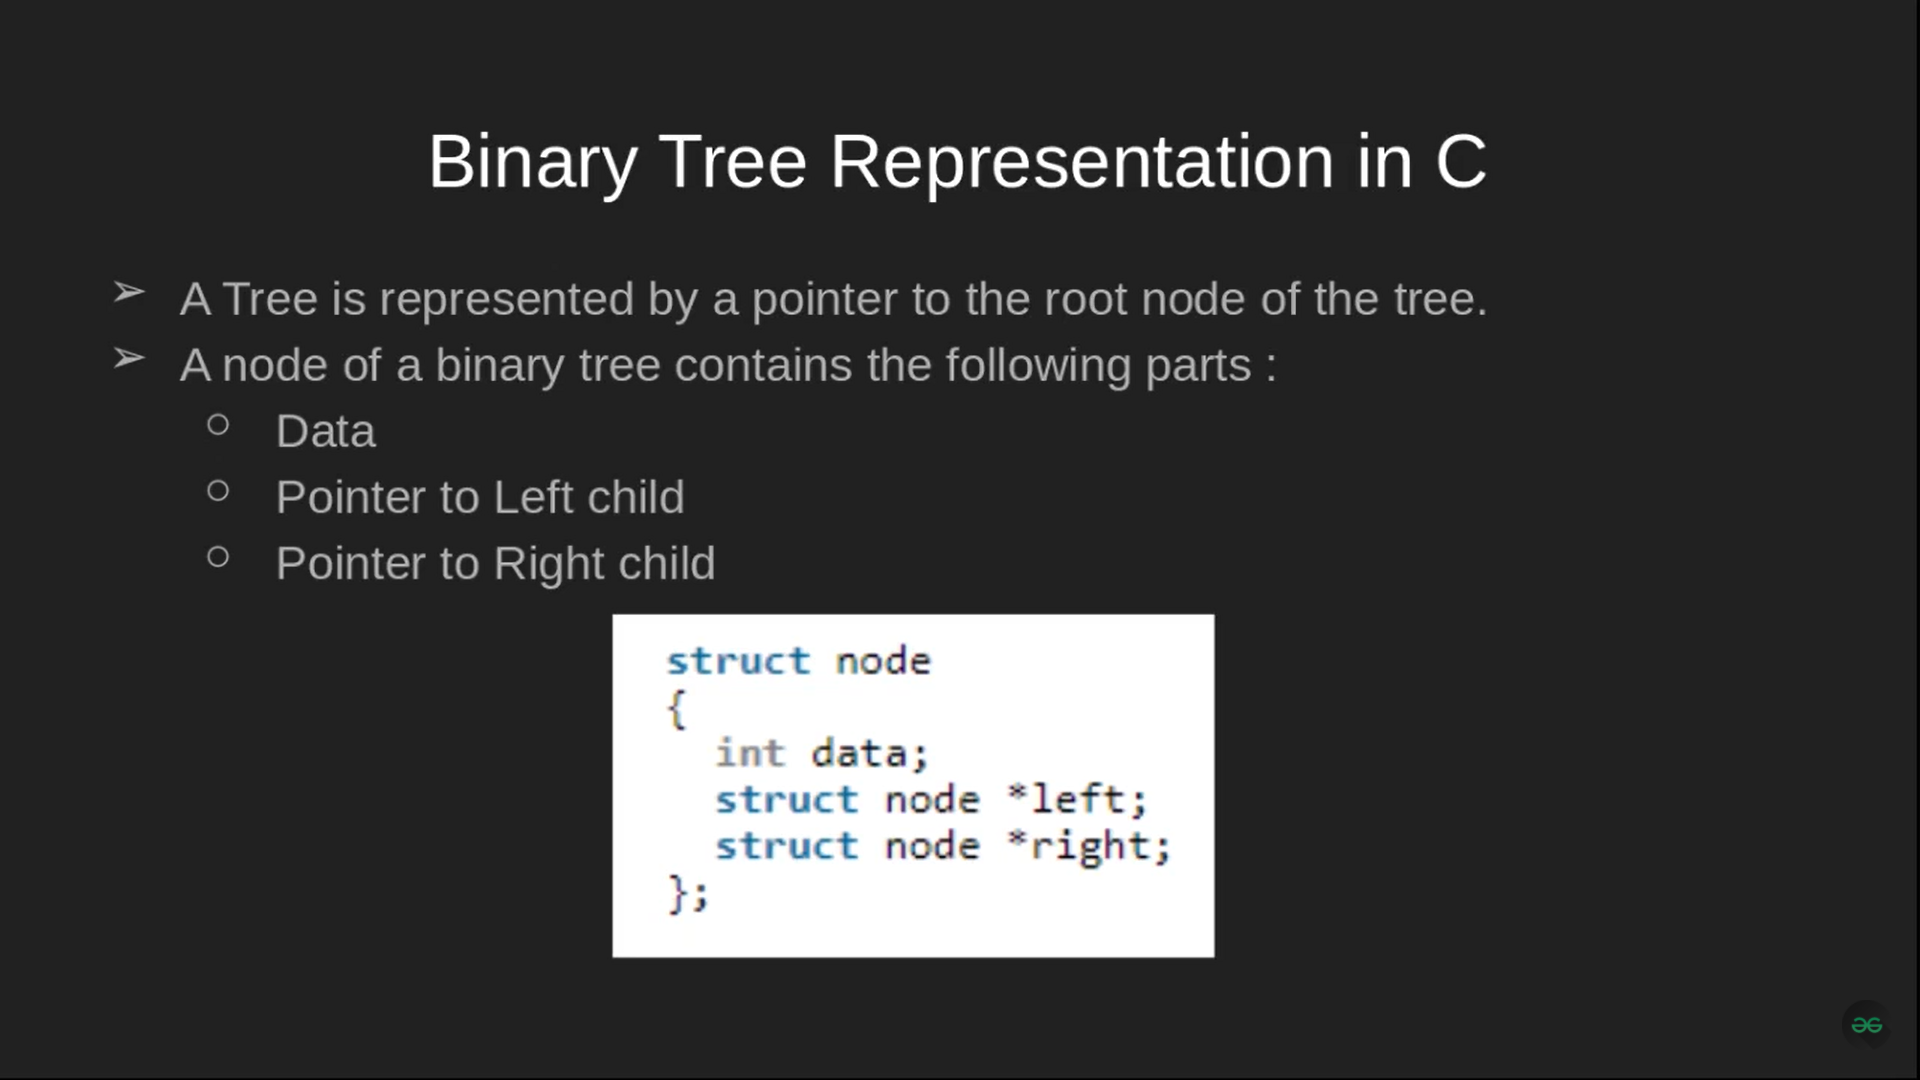 Binary Tree Representation in C
➢ A Tree is represented by a pointer to the root node of the tree.
➢ A node of a binary tree contains the following parts :
○ Data
○ Pointer to Left child
○ Pointer to Right child
struct node
{
int data;
struct node *left;
struct node *right;
};